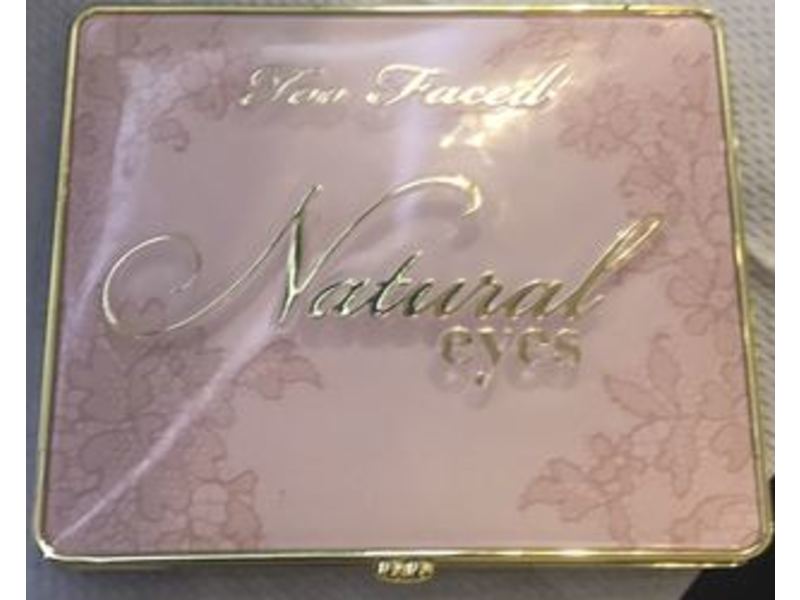 Too Faced
Natural
eyes